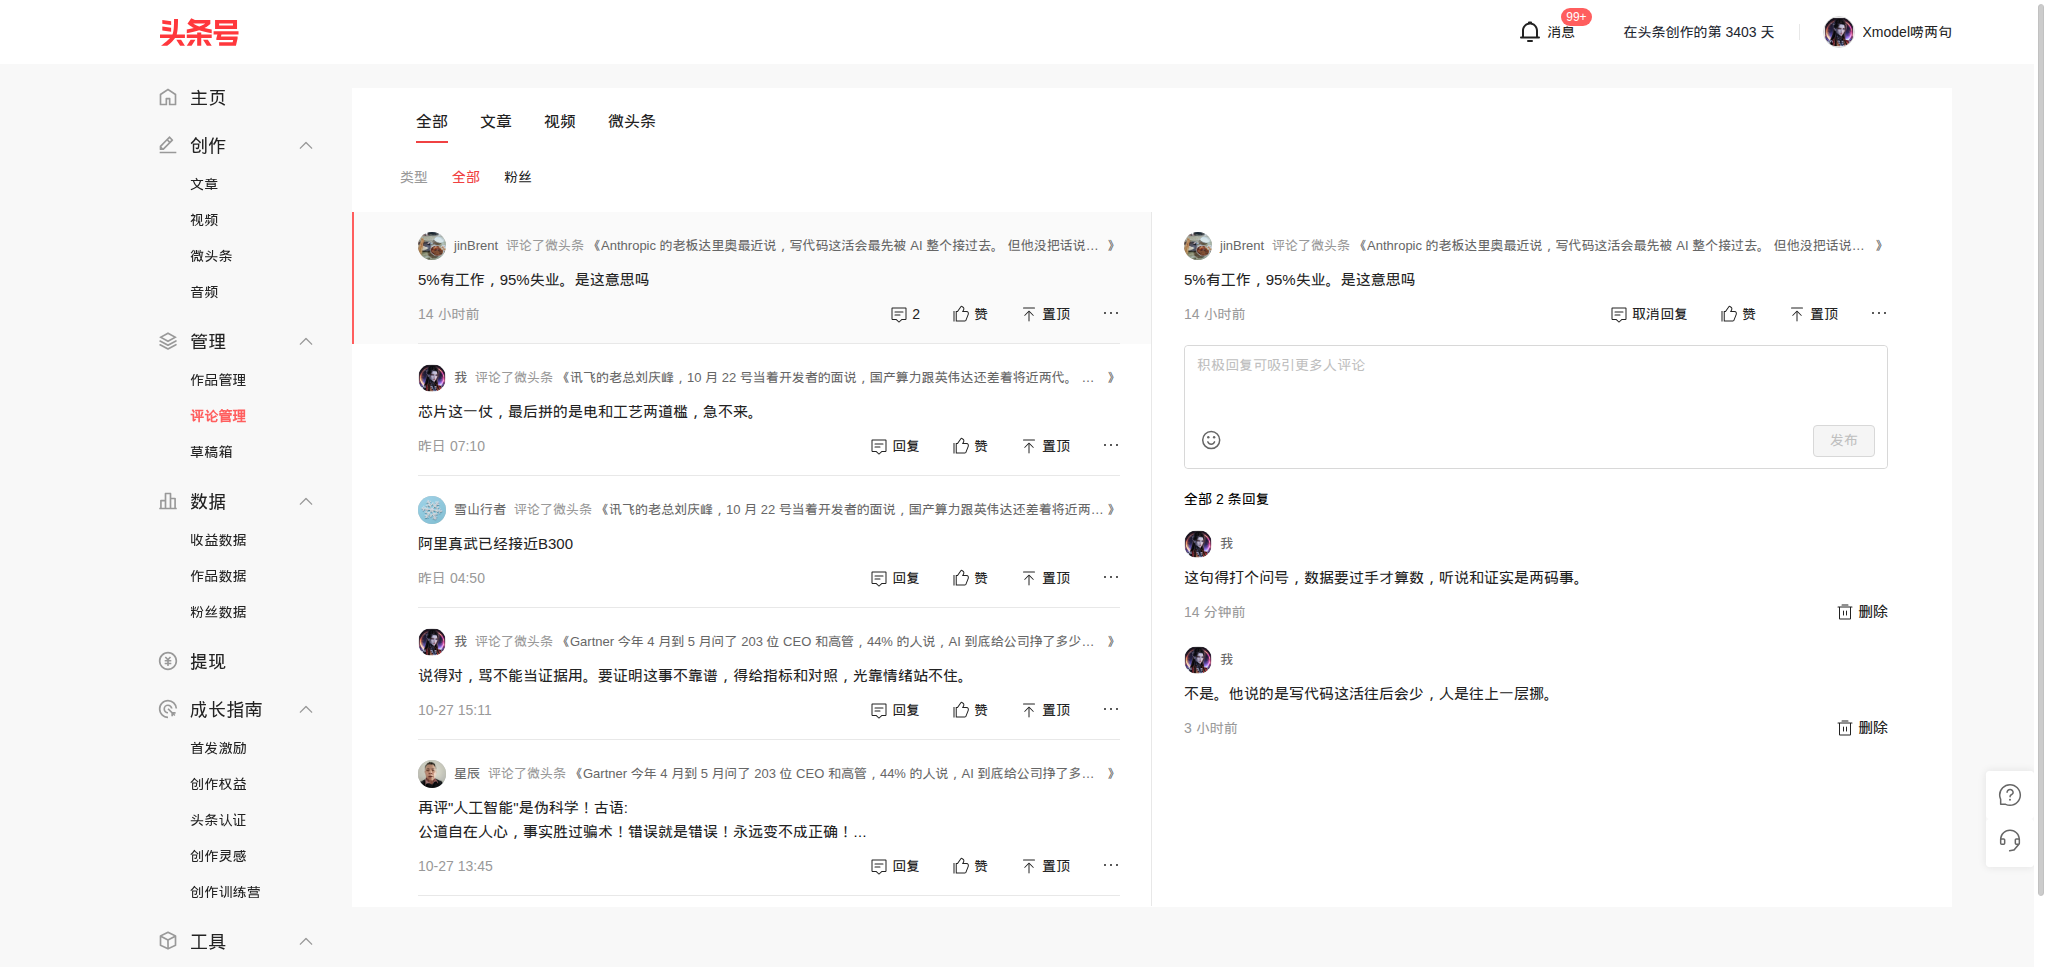 头条号
99+
消息
在头条创作的第 3403 天
Xmodel唠两句
主页
创作
文章
视频
微头条
音频
管理
作品管理
评论管理
草稿箱
数据
收益数据
作品数据
粉丝数据
提现
成长指南
首发激励
创作权益
头条认证
创作灵感
创作训练营
工具
全部 文章 视频 微头条
类型 全部 粉丝
jinBrent 评论了微头条《Anthropic 的老板达里奥最近说，写代码这活会最先被 AI 整个接过去。 但他没把话说… 》
5%有工作，95%失业。是这意思吗
14 小时前 2 赞 置顶 ···
我 评论了微头条《讯飞的老总刘庆峰，10 月 22 号当着开发者的面说，国产算力跟英伟达还差着将近两代。 … 》
芯片这一仗，最后拼的是电和工艺两道槛，急不来。
昨日 07:10 回复 赞 置顶 ···
雪山行者 评论了微头条《讯飞的老总刘庆峰，10 月 22 号当着开发者的面说，国产算力跟英伟达还差着将近两… 》
阿里真武已经接近B300
昨日 04:50 回复 赞 置顶 ···
我 评论了微头条《Gartner 今年 4 月到 5 月问了 203 位 CEO 和高管，44% 的人说，AI 到底给公司挣了多少… 》
说得对，骂不能当证据用。要证明这事不靠谱，得给指标和对照，光靠情绪站不住。
10-27 15:11 回复 赞 置顶 ···
星辰 评论了微头条《Gartner 今年 4 月到 5 月问了 203 位 CEO 和高管，44% 的人说，AI 到底给公司挣了多… 》
再评"人工智能"是伪科学！古语:
公道自在人心，事实胜过骗术！错误就是错误！永远变不成正确！...
10-27 13:45 回复 赞 置顶 ···
jinBrent 评论了微头条《Anthropic 的老板达里奥最近说，写代码这活会最先被 AI 整个接过去。 但他没把话说… 》
5%有工作，95%失业。是这意思吗
14 小时前 取消回复 赞 置顶 ···
积极回复可吸引更多人评论
发布
全部 2 条回复
我
这句得打个问号，数据要过手才算数，听说和证实是两码事。
14 分钟前 删除
我
不是。他说的是写代码这活往后会少，人是往上一层挪。
3 小时前 删除